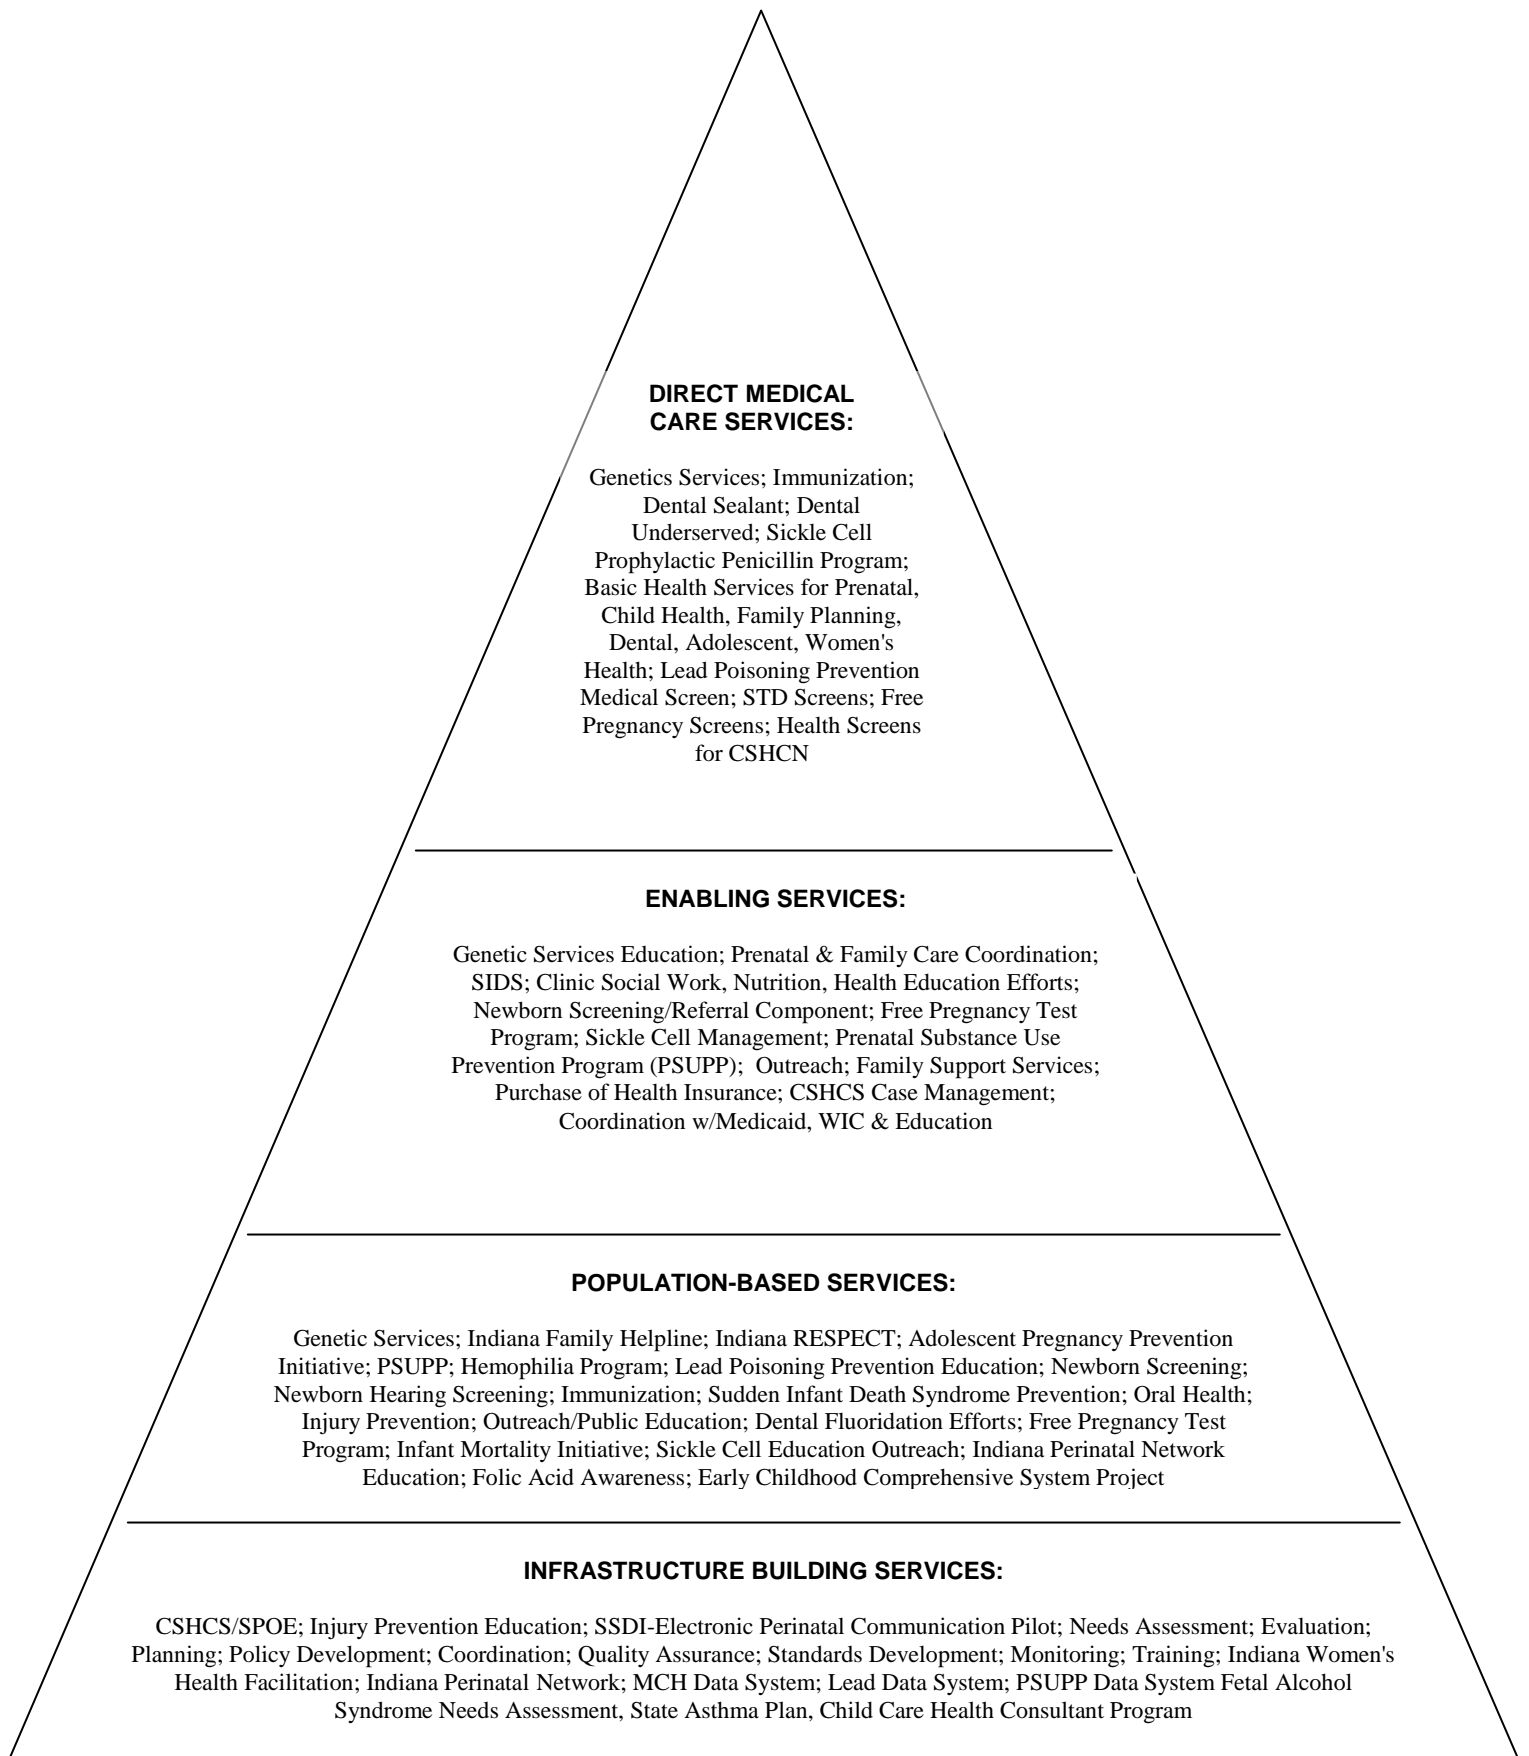 DIRECT MEDICAL
CARE SERVICES:
Genetics Services; Immunization;
Dental Sealant; Dental
Underserved; Sickle Cell
Prophylactic Penicillin Program;
Basic Health Services for Prenatal,
Child Health, Family Planning,
Dental, Adolescent, Women's
Health; Lead Poisoning Prevention
Medical Screen; STD Screens; Free
Pregnancy Screens; Health Screens
for CSHCN
ENABLING SERVICES:
Genetic Services Education; Prenatal & Family Care Coordination;
SIDS; Clinic Social Work, Nutrition, Health Education Efforts;
Newborn Screening/Referral Component; Free Pregnancy Test
Program; Sickle Cell Management; Prenatal Substance Use
Prevention Program (PSUPP);  Outreach; Family Support Services;
Purchase of Health Insurance; CSHCS Case Management;
Coordination w/Medicaid, WIC & Education
POPULATION-BASED SERVICES:
Genetic Services; Indiana Family Helpline; Indiana RESPECT; Adolescent Pregnancy Prevention
Initiative; PSUPP; Hemophilia Program; Lead Poisoning Prevention Education; Newborn Screening;
Newborn Hearing Screening; Immunization; Sudden Infant Death Syndrome Prevention; Oral Health;
Injury Prevention; Outreach/Public Education; Dental Fluoridation Efforts; Free Pregnancy Test
Program; Infant Mortality Initiative; Sickle Cell Education Outreach; Indiana Perinatal Network
Education; Folic Acid Awareness; Early Childhood Comprehensive System Project
INFRASTRUCTURE BUILDING SERVICES:
CSHCS/SPOE; Injury Prevention Education; SSDI-Electronic Perinatal Communication Pilot; Needs Assessment; Evaluation;
Planning; Policy Development; Coordination; Quality Assurance; Standards Development; Monitoring; Training; Indiana Women's
Health Facilitation; Indiana Perinatal Network; MCH Data System; Lead Data System; PSUPP Data System Fetal Alcohol
Syndrome Needs Assessment, State Asthma Plan, Child Care Health Consultant Program